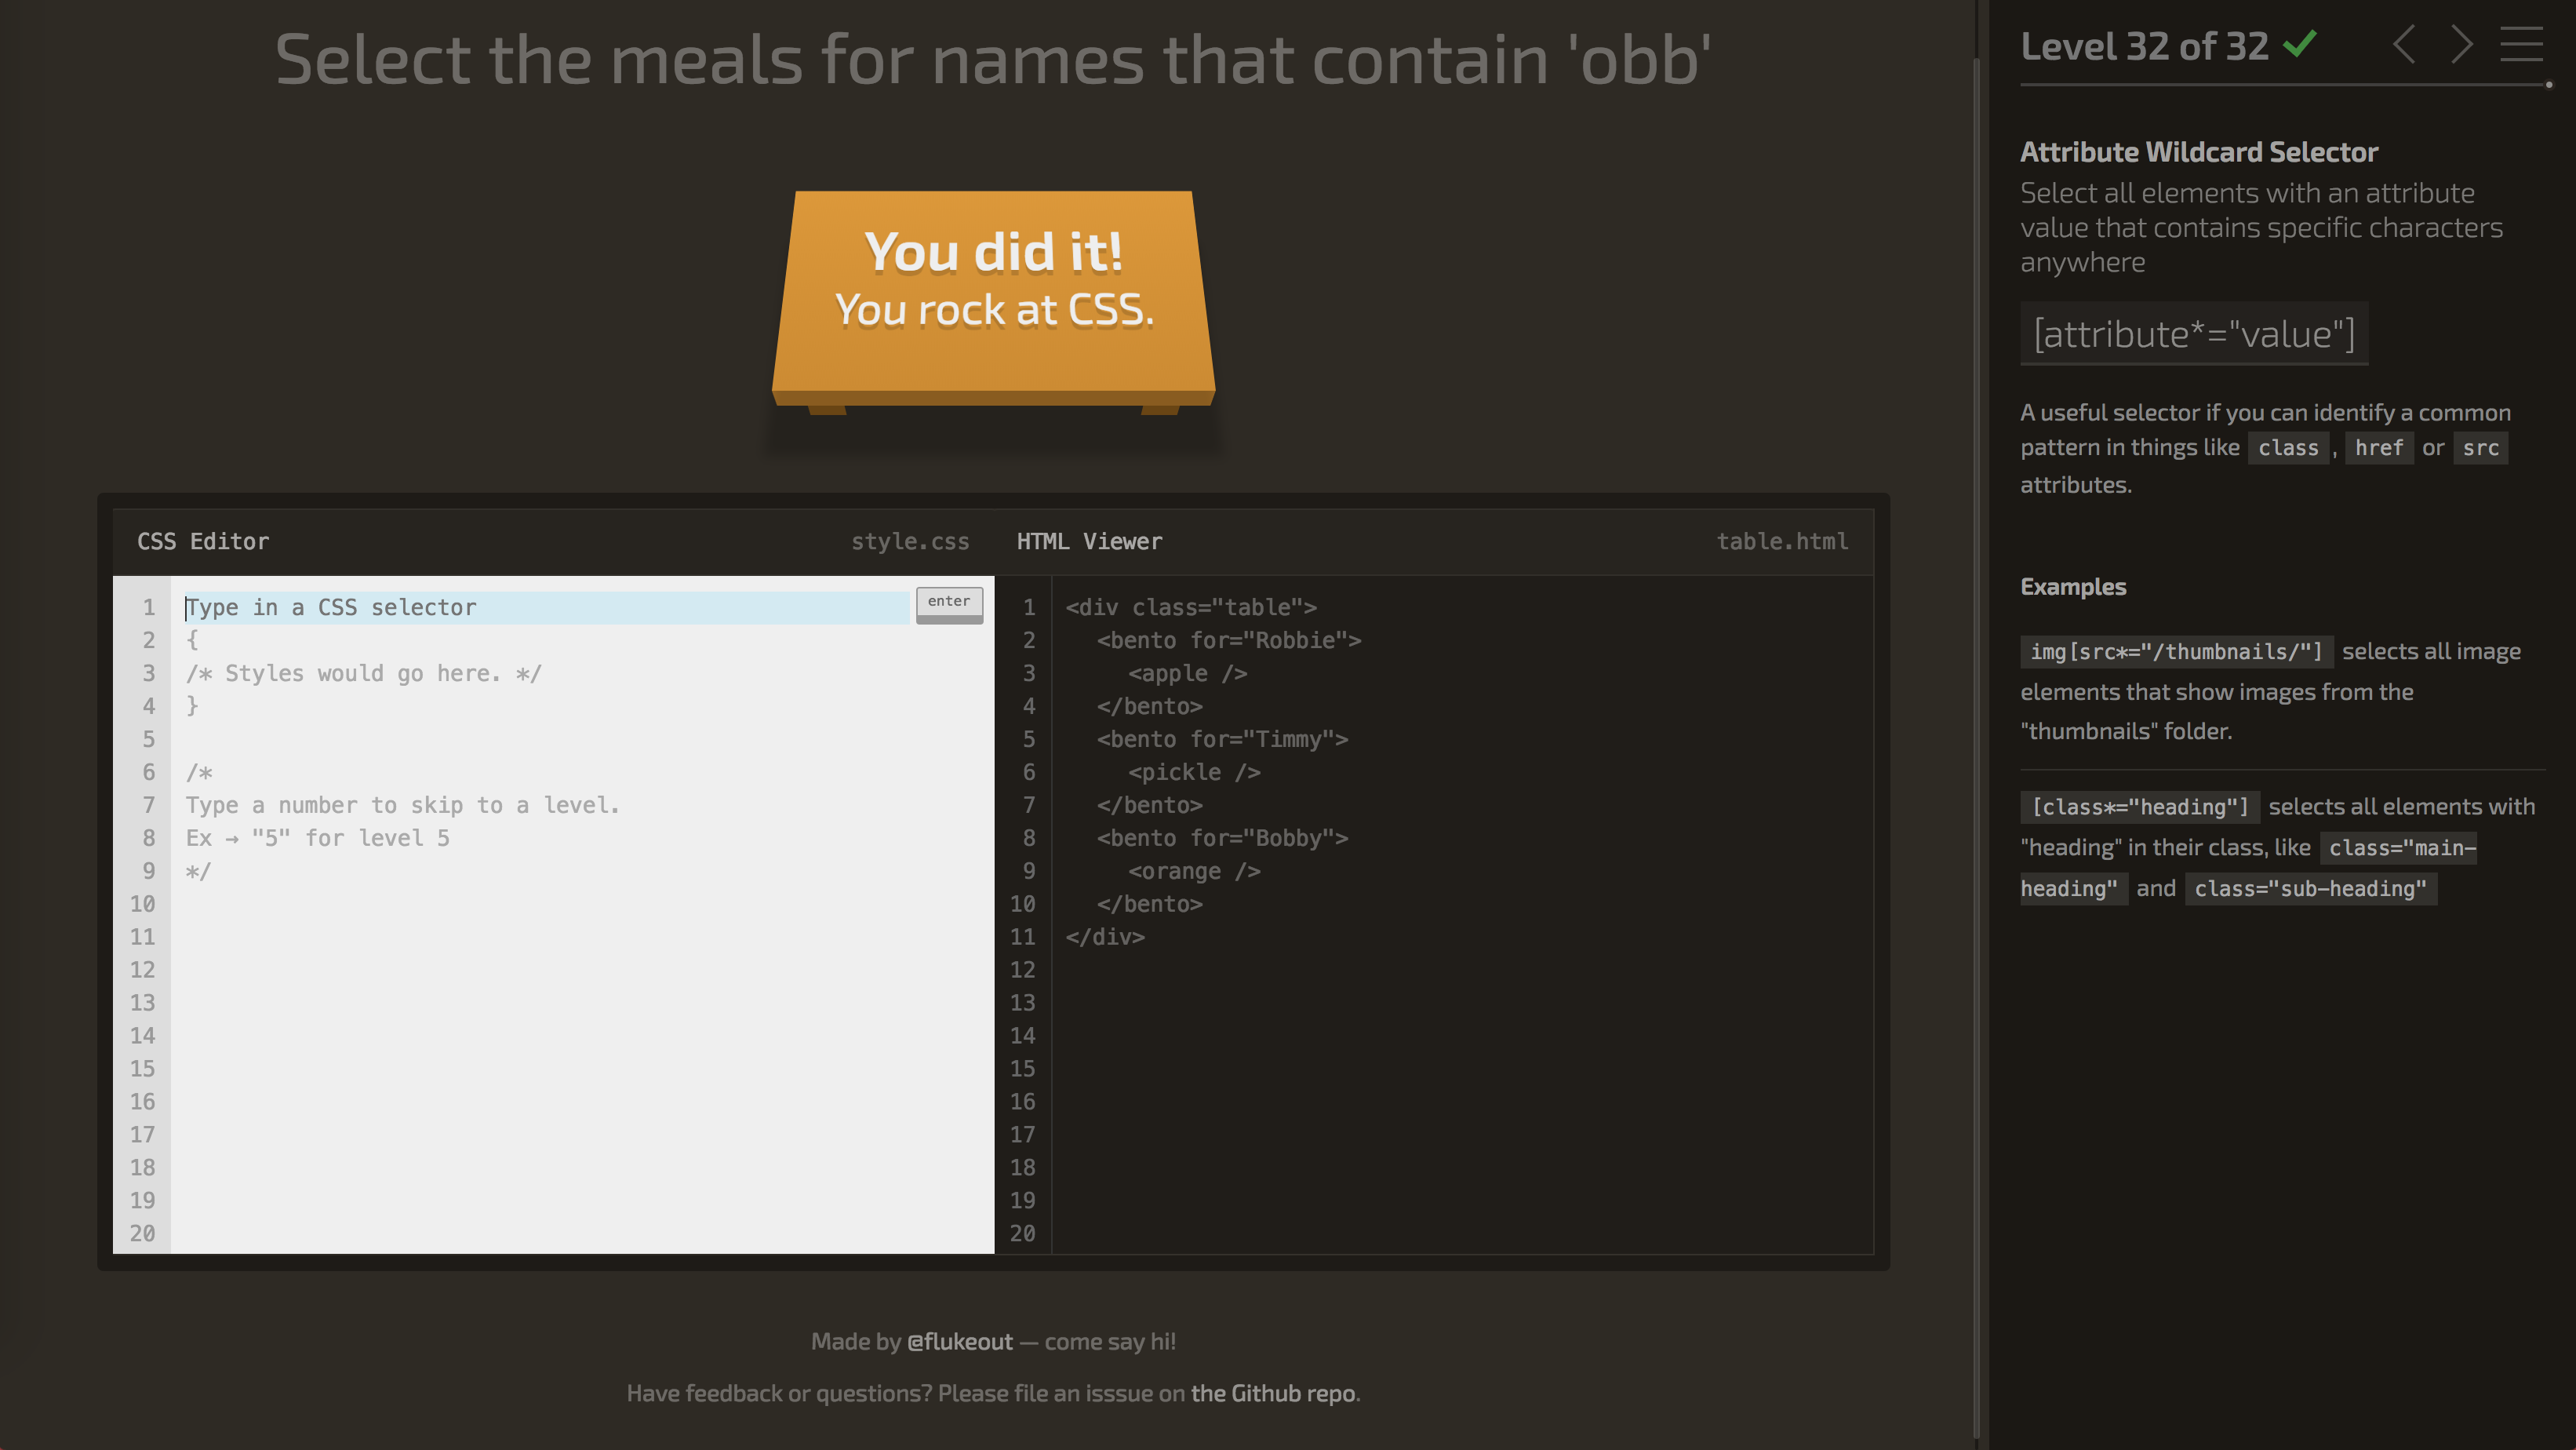 Select the meals for names that contain 'obb'
You did it!
You rock at CSS.
CSS Editor
style.css
1 Type in a CSS selector
enter
2 {
3 /* Styles would go here. */
4 }
5
6 /*
7 Type a number to skip to a level.
8 Ex → "5" for level 5
9 */
10
11
12
13
14
15
16
17
18
19
20
HTML Viewer
table.html
1 <div class="table">
2 <bento for="Robbie">
3 <apple />
4 </bento>
5 <bento for="Timmy">
6 <pickle />
7 </bento>
8 <bento for="Bobby">
9 <orange />
10 </bento>
11 </div>
12
13
14
15
16
17
18
19
20
Made by @flukeout — come say hi!
Have feedback or questions? Please file an isssue on the Github repo.
Level 32 of 32
Attribute Wildcard Selector
Select all elements with an attribute
value that contains specific characters
anywhere
[attribute*="value"]
A useful selector if you can identify a common
pattern in things like class , href or src
attributes.
Examples
img[src*="/thumbnails/"] selects all image
elements that show images from the
"thumbnails" folder.
[class*="heading"] selects all elements with
"heading" in their class, like class="main-
heading" and class="sub-heading"